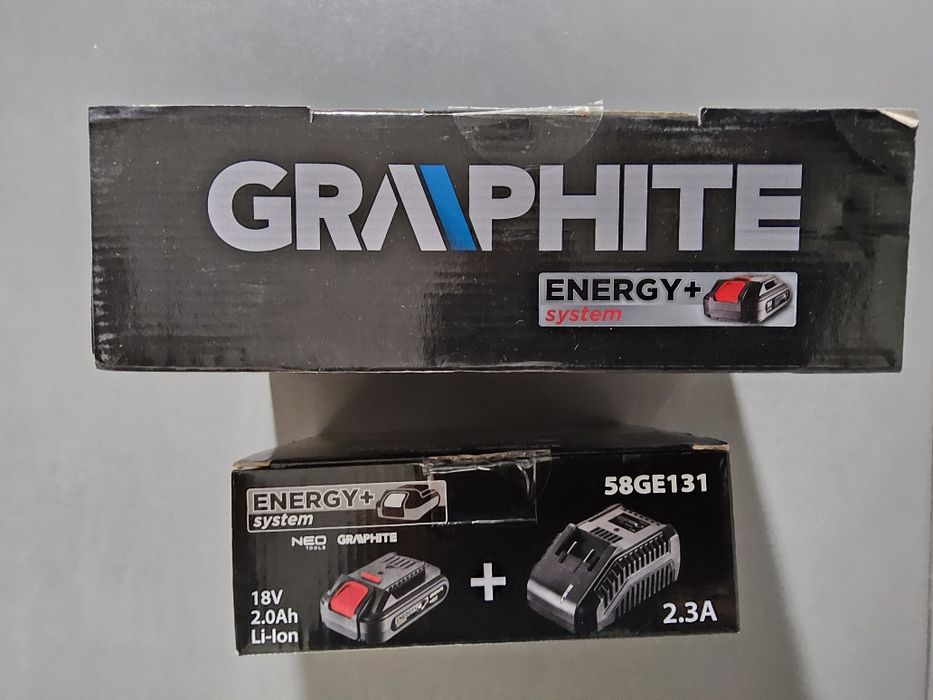 GRAPHITE
ENERGY+
system
ENERGY+
system
58GE131
NEO
TOOLS
GRAPHITE
18V
2.0Ah
Li-Ion
+
2.3A